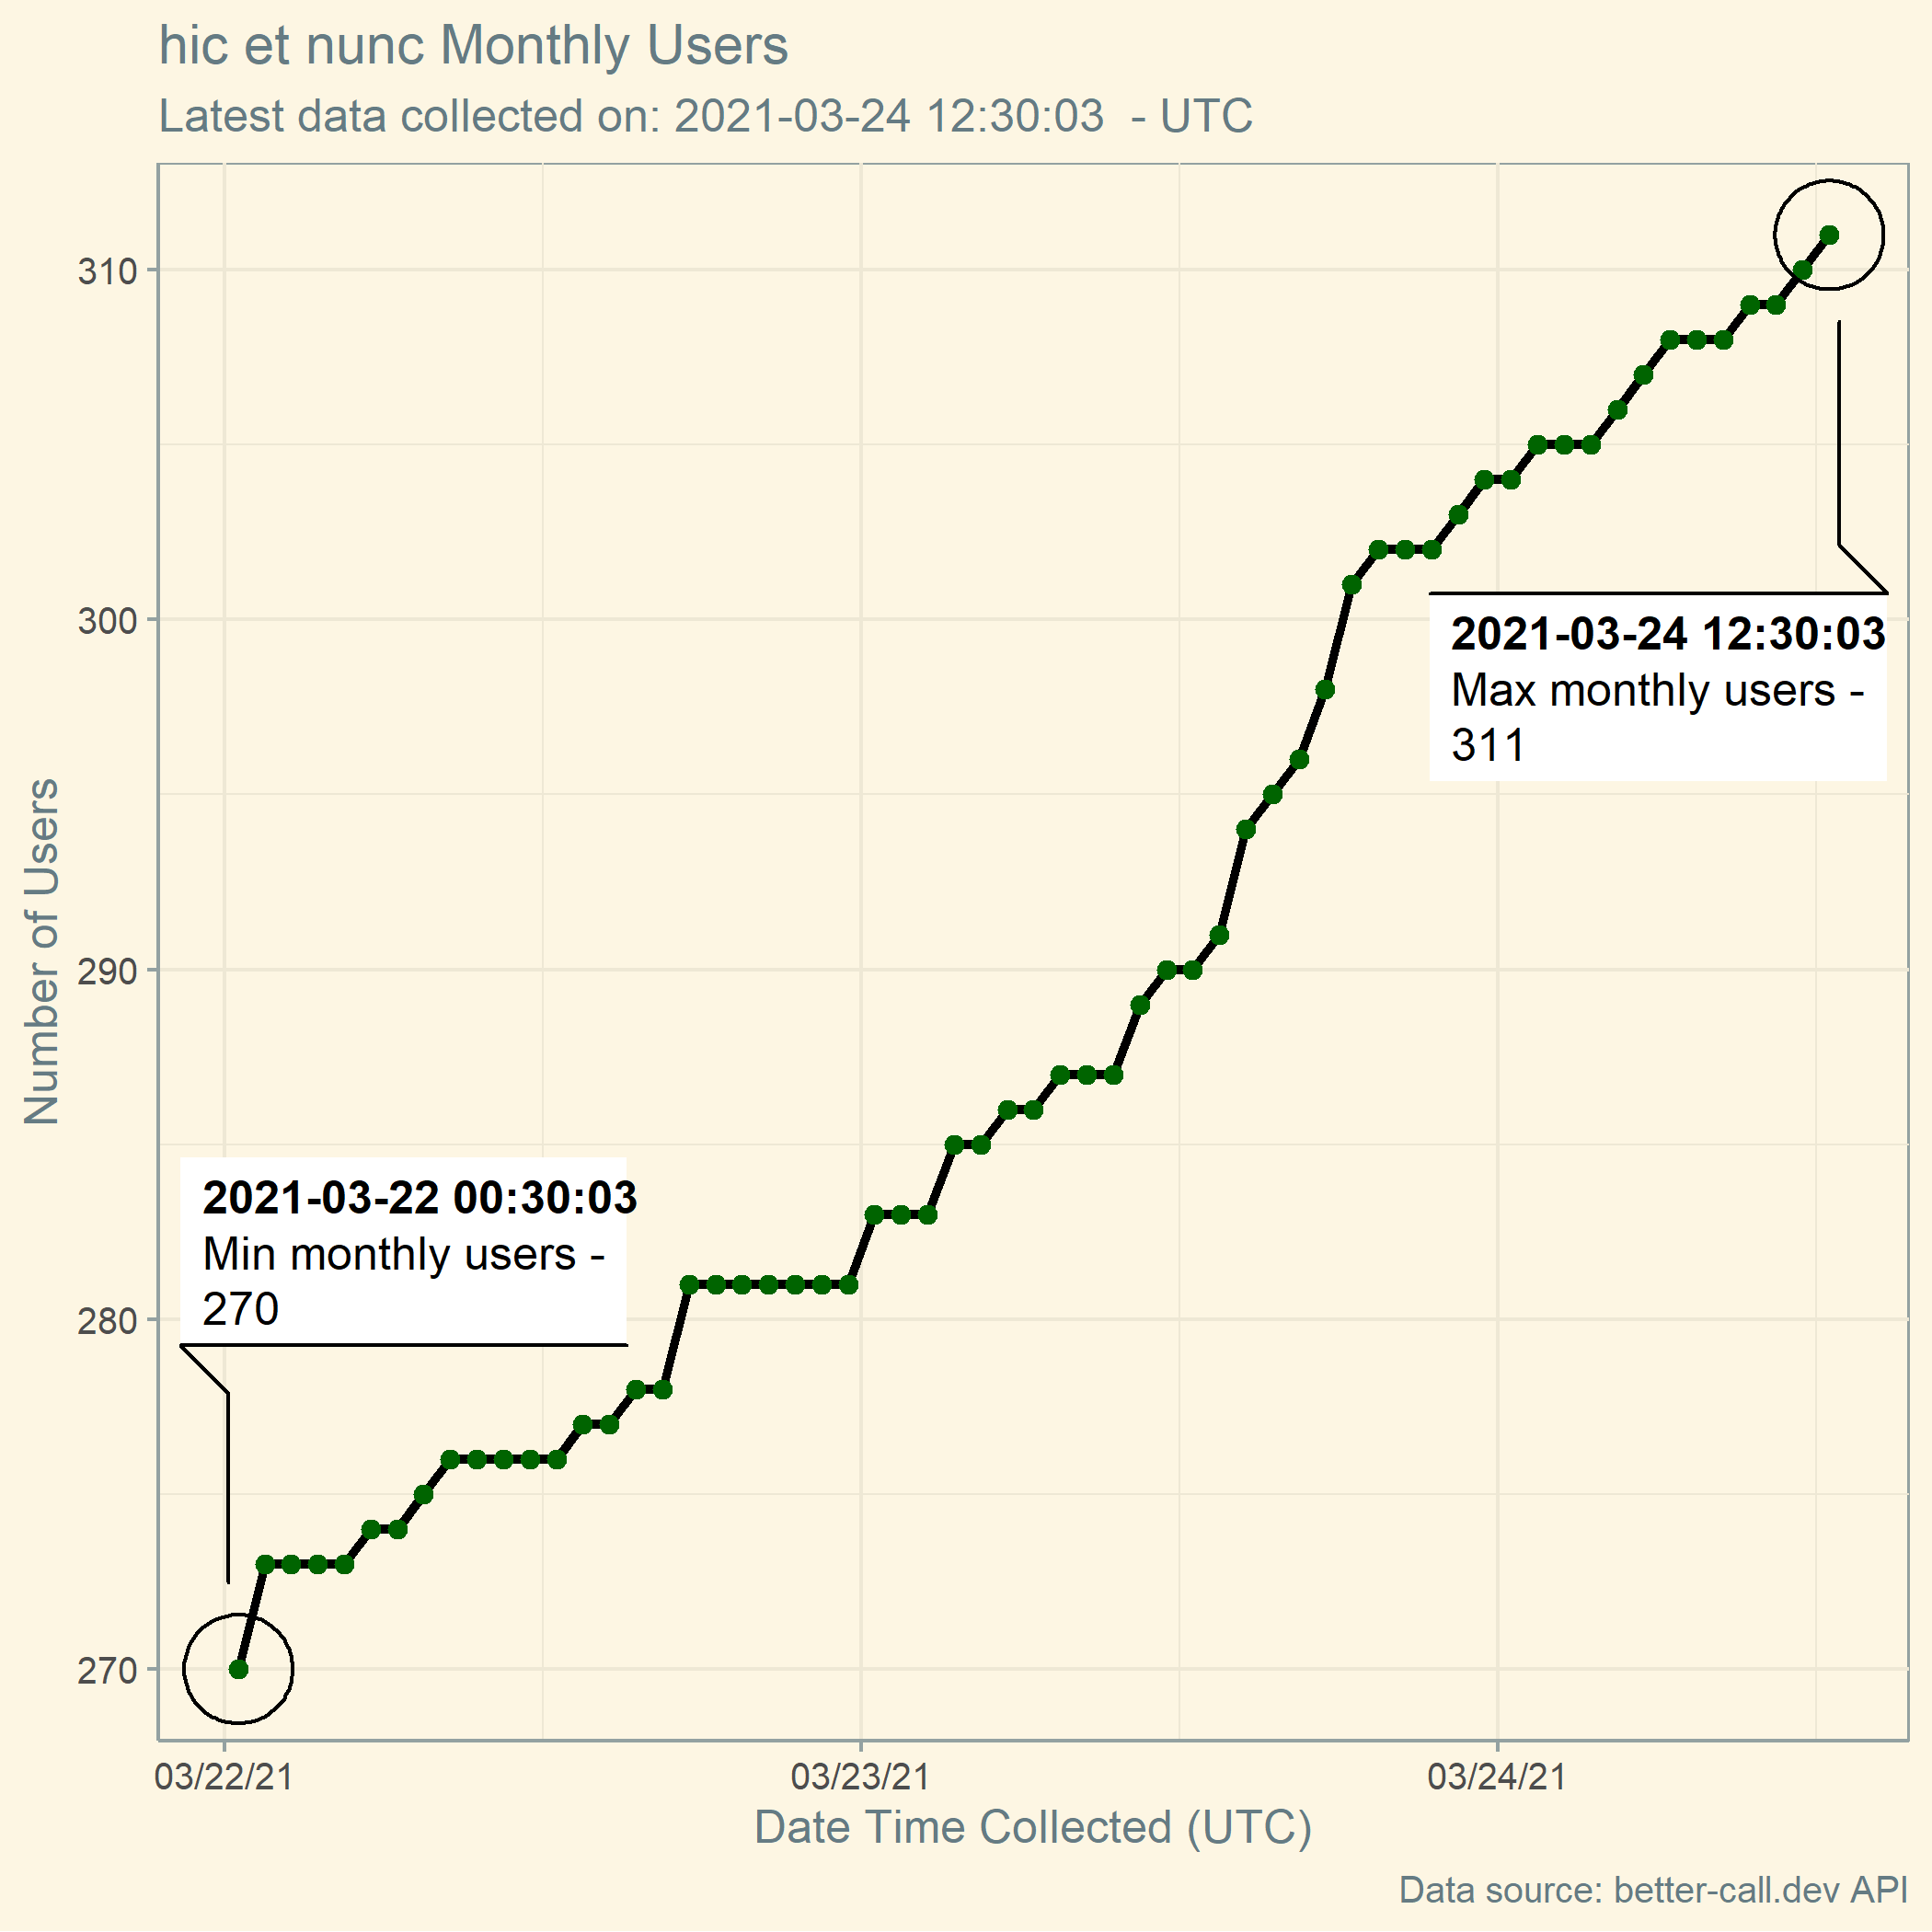 hic et nunc Monthly Users
Latest data collected on: 2021-03-24 12:30:03  - UTC
310
300
290
280
270
Number of Users
2021-03-24 12:30:03
Max monthly users -
311
2021-03-22 00:30:03
Min monthly users -
270
03/22/21
03/23/21
03/24/21
Date Time Collected (UTC)
Data source: better-call.dev API